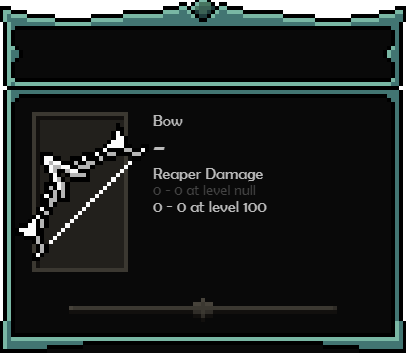 Bow
–
Reaper Damage
0 - 0 at level null
0 - 0 at level 100